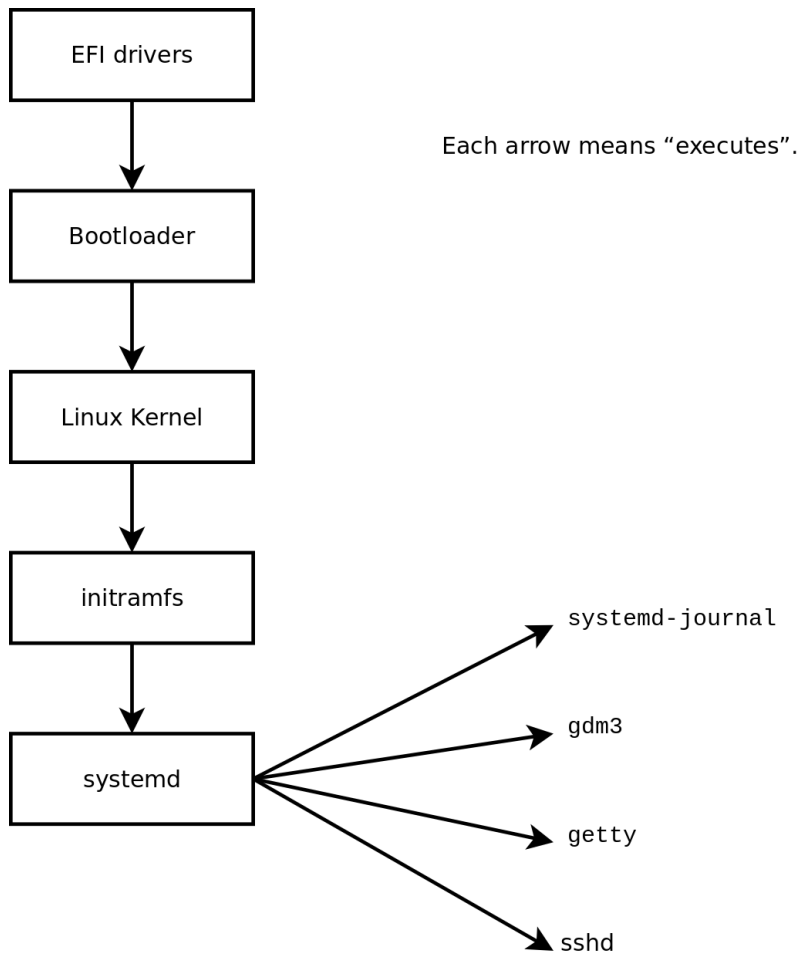 EFI drivers
Each arrow means “executes”.
Bootloader
Linux Kernel
initramfs
systemd-journal
gdm3
systemd
getty
sshd